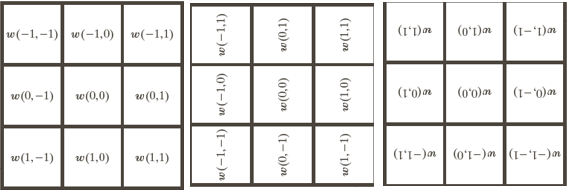 w(−1,−1) w(−1,0) w(−1,1)
w(0,−1) w(0,0) w(0,1)
w(1,−1) w(1,0) w(1,1)
w(−1,1) w(0,1) w(1,1)
w(−1,0) w(0,0) w(1,0)
w(−1,−1) w(0,−1) w(1,−1)
w(1,1) w(1,0) w(1,−1)
w(0,1) w(0,0) w(0,−1)
w(−1,1) w(−1,0) w(−1,−1)